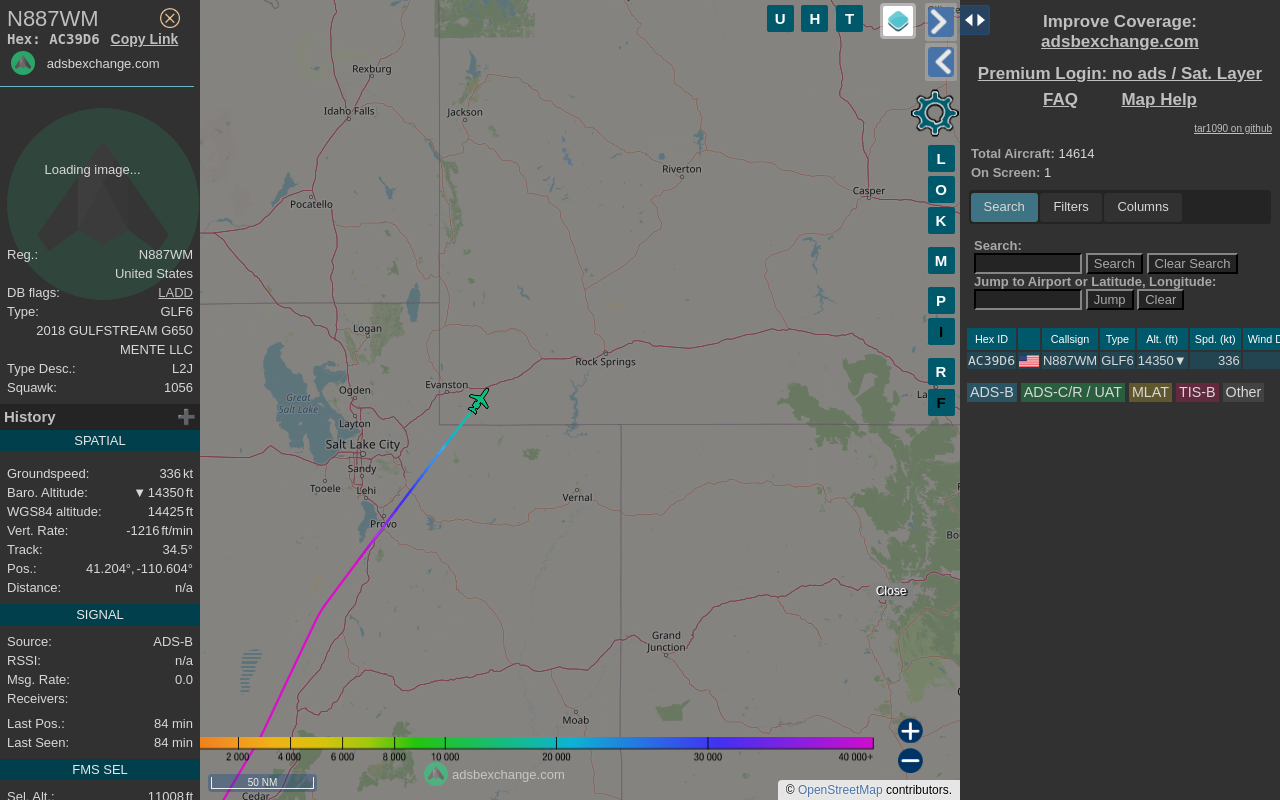 N887WM
Hex: AC39D6 Copy Link
adsbexchange.com
Loading image...
Reg.: N887WM
United States
DB flags: LADD
Type: GLF6
2018 GULFSTREAM G650
MENTE LLC
Type Desc.: L2J
Squawk: 1056
History
SPATIAL
Groundspeed: 336 kt
Baro. Altitude: ▼ 14350 ft
WGS84 altitude: 14425 ft
Vert. Rate: -1216 ft/min
Track: 34.5°
Pos.: 41.204°, -110.604°
Distance: n/a
SIGNAL
Source: ADS-B
RSSI: n/a
Msg. Rate: 0.0
Receivers:
Last Pos.: 84 min
Last Seen: 84 min
FMS SEL
Sel. Alt.: 11008 ft
U H T
L
O
K
M
P
I
R
F
Rexburg
Idaho Falls
Jackson
Riverton
Casper
Pocatello
Logan
Rock Springs
Evanston
Ogden
Great
Salt Lake
Layton
Salt Lake City
Sandy
Tooele
Lehi
Vernal
Provo
Close
Grand
Junction
Moab
Cedar
2 000 4 000 6 000 8 000 10 000 20 000 30 000 40 000+
adsbexchange.com
50 NM
© OpenStreetMap contributors.
Improve Coverage:
adsbexchange.com
Premium Login: no ads / Sat. Layer
FAQ Map Help
tar1090 on github
Total Aircraft: 14614
On Screen: 1
Search Filters Columns
Search:
Search Clear Search
Jump to Airport or Latitude, Longitude:
Jump Clear
Hex ID Callsign Type Alt. (ft) Spd. (kt) Wind D
AC39D6 N887WM GLF6 14350▼ 336
ADS-B ADS-C/R / UAT MLAT TIS-B Other